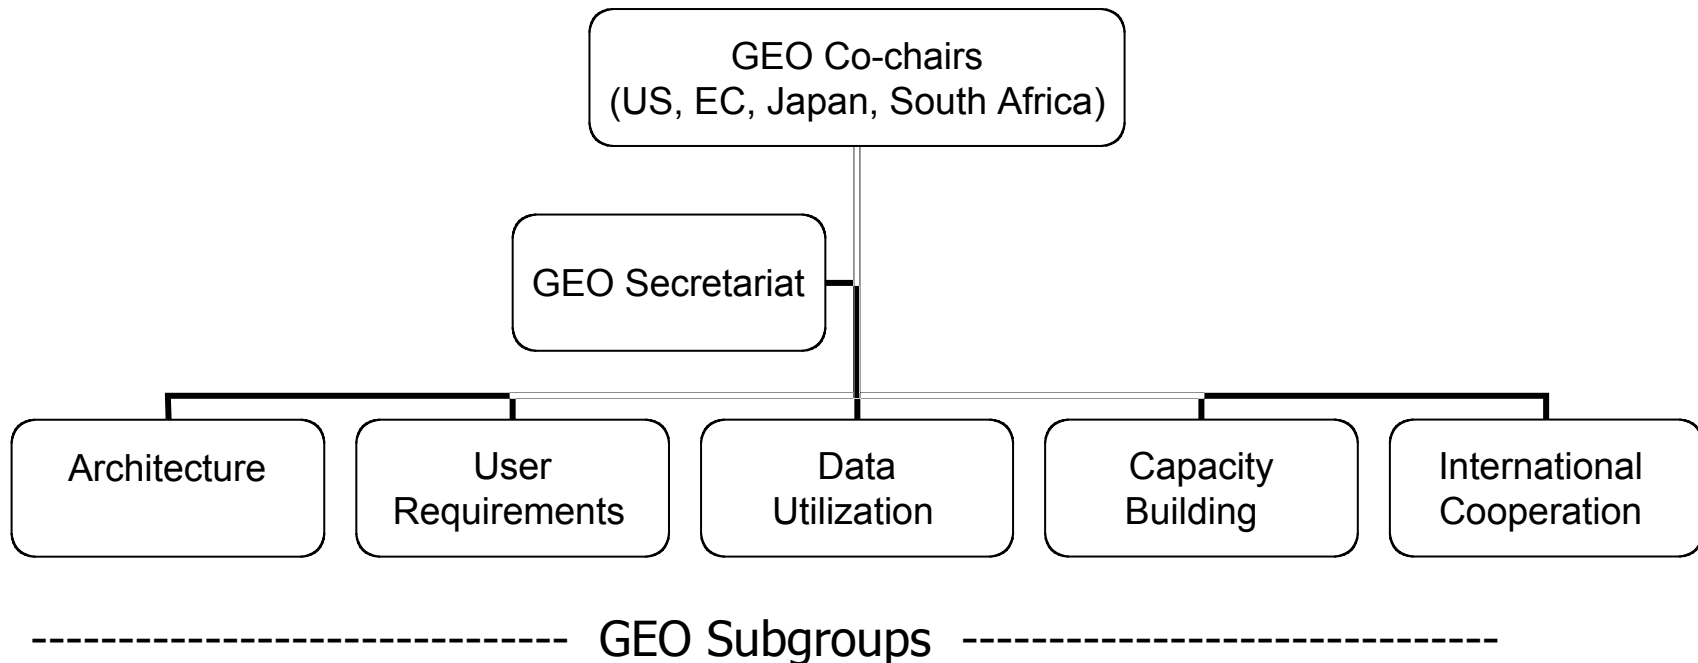 GEO Co-chairs
(US, EC, Japan, South Africa)
GEO Secretariat
Architecture
User
Requirements
Data
Utilization
Capacity
Building
International
Cooperation
------------------------------ GEO Subgroups ------------------------------